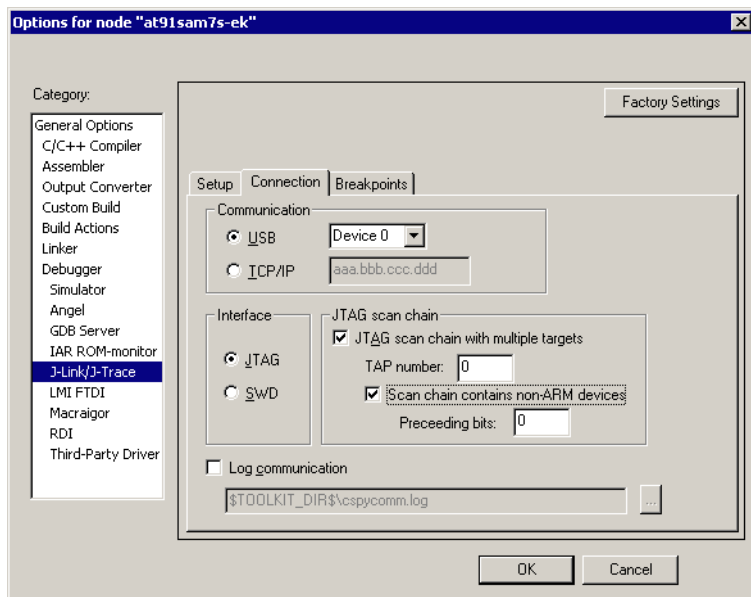 Options for node "at91sam7s-ek"
Category:
Factory Settings
General Options
C/C++ Compiler
Assembler
Output Converter
Custom Build
Build Actions
Linker
Debugger
Simulator
Angel
GDB Server
IAR ROM-monitor
J-Link/J-Trace
LMI FTDI
Macraigor
RDI
Third-Party Driver
Setup Connection Breakpoints
Communication
USB Device 0
TCP/IP aaa.bbb.ccc.ddd
Interface
JTAG
SWD
JTAG scan chain
JTAG scan chain with multiple targets
TAP number: 0
Scan chain contains non-ARM devices
Preceeding bits: 0
Log communication
$TOOLKIT_DIR$\cspycomm.log ...
OK Cancel